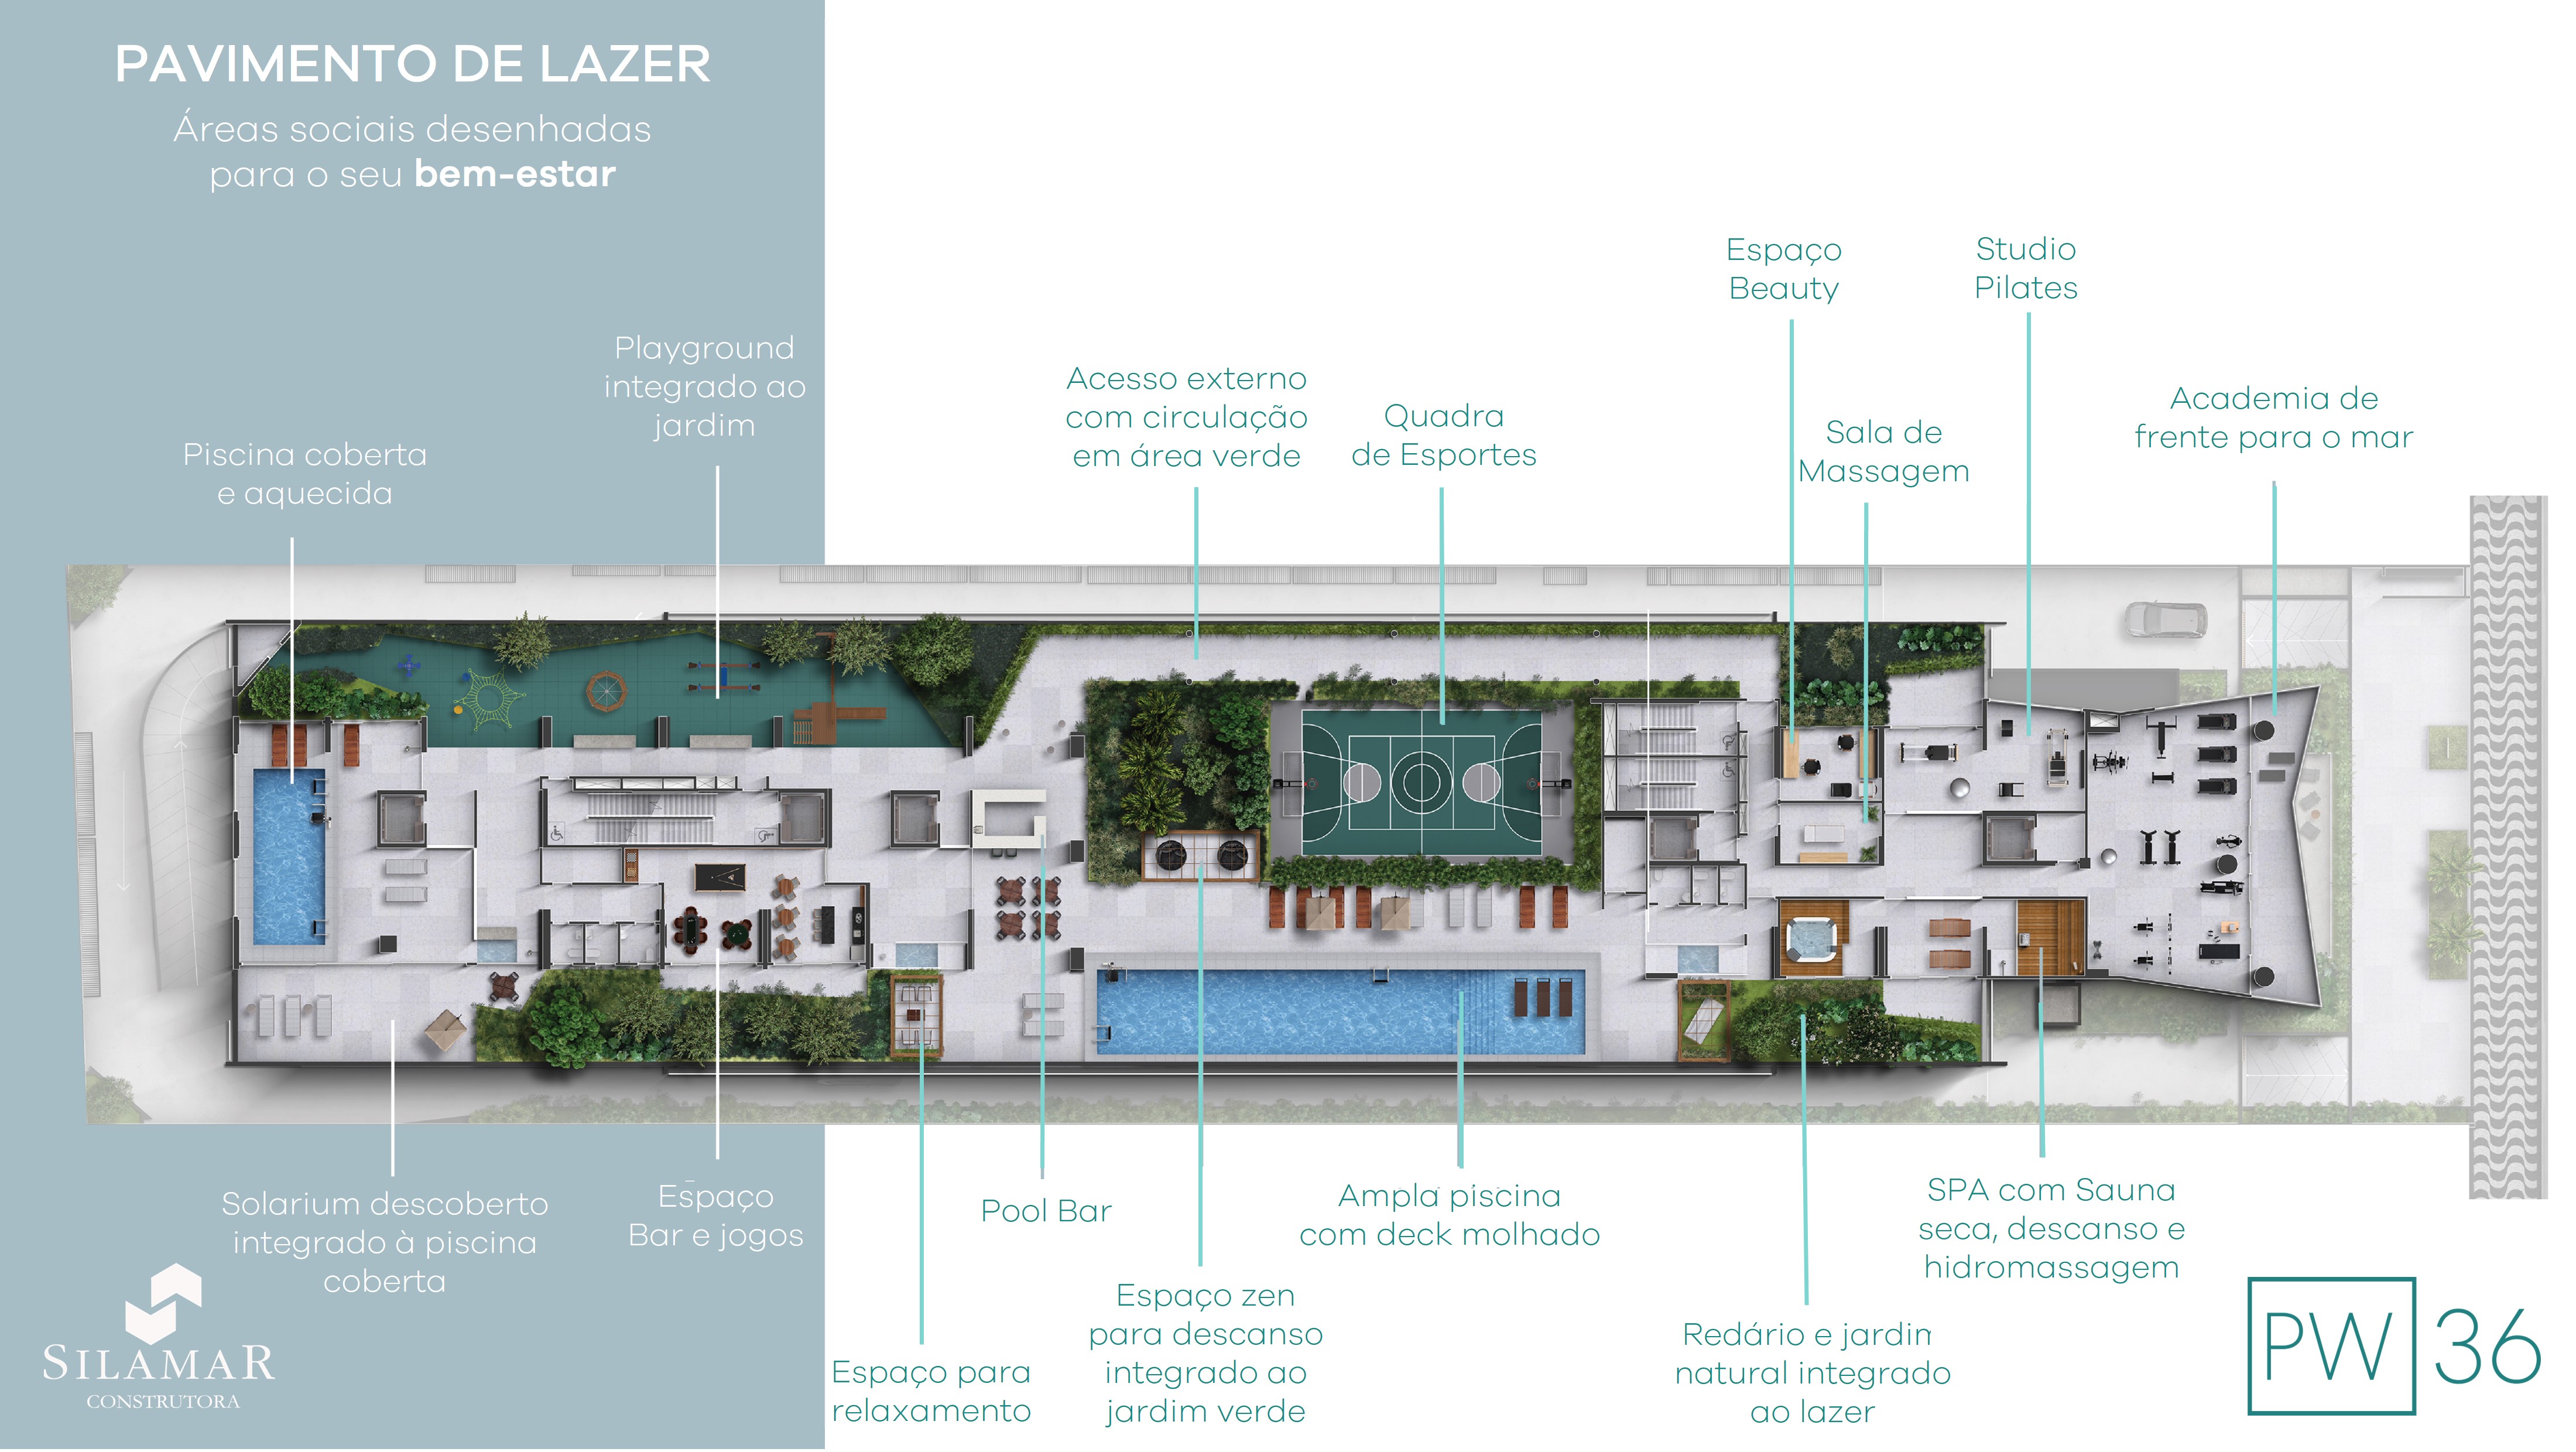 PAVIMENTO DE LAZER
Áreas sociais desenhadas
para o seu bem-estar
Espaço
Beauty
Studio
Pilates
Playground
integrado ao
jardim
Acesso externo
com circulação
em área verde
Quadra
de Esportes
Sala de
Massagem
Academia de
frente para o mar
Piscina coberta
e aquecida
Solarium descoberto
integrado à piscina
coberta
Espaço
Bar e jogos
Pool Bar
Ampla piscina
com deck molhado
SPA com Sauna
seca, descanso e
hidromassagem
Espaço zen
para descanso
integrado ao
jardim verde
Espaço para
relaxamento
Redário e jardin
natural integrado
ao lazer
SILAMAR
CONSTRUTORA
PW 36